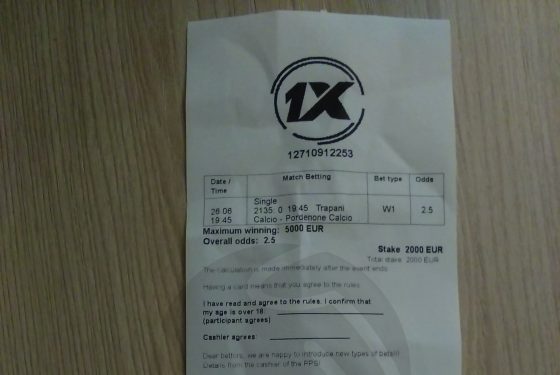 1X
12710912253
Date / Time Match Betting Bet type Odds
Single
26.06 2135 0 19:45 Trapani W1 2.5
19:45 Calcio - Pordenone Calcio
Maximum winning: 5000 EUR
Overall odds: 2.5
Stake 2000 EUR
Total stake 2000 EUR
The calculation is made immediately after the event ends
Having a card means that you agree to the rules
I have read and agree to the rules. I confirm that
my age is over 18:
(participant agrees)
Cashier agrees:
Dear bettors, we are happy to introduce new types of bets!!!
Details from the cashier of the PPS!